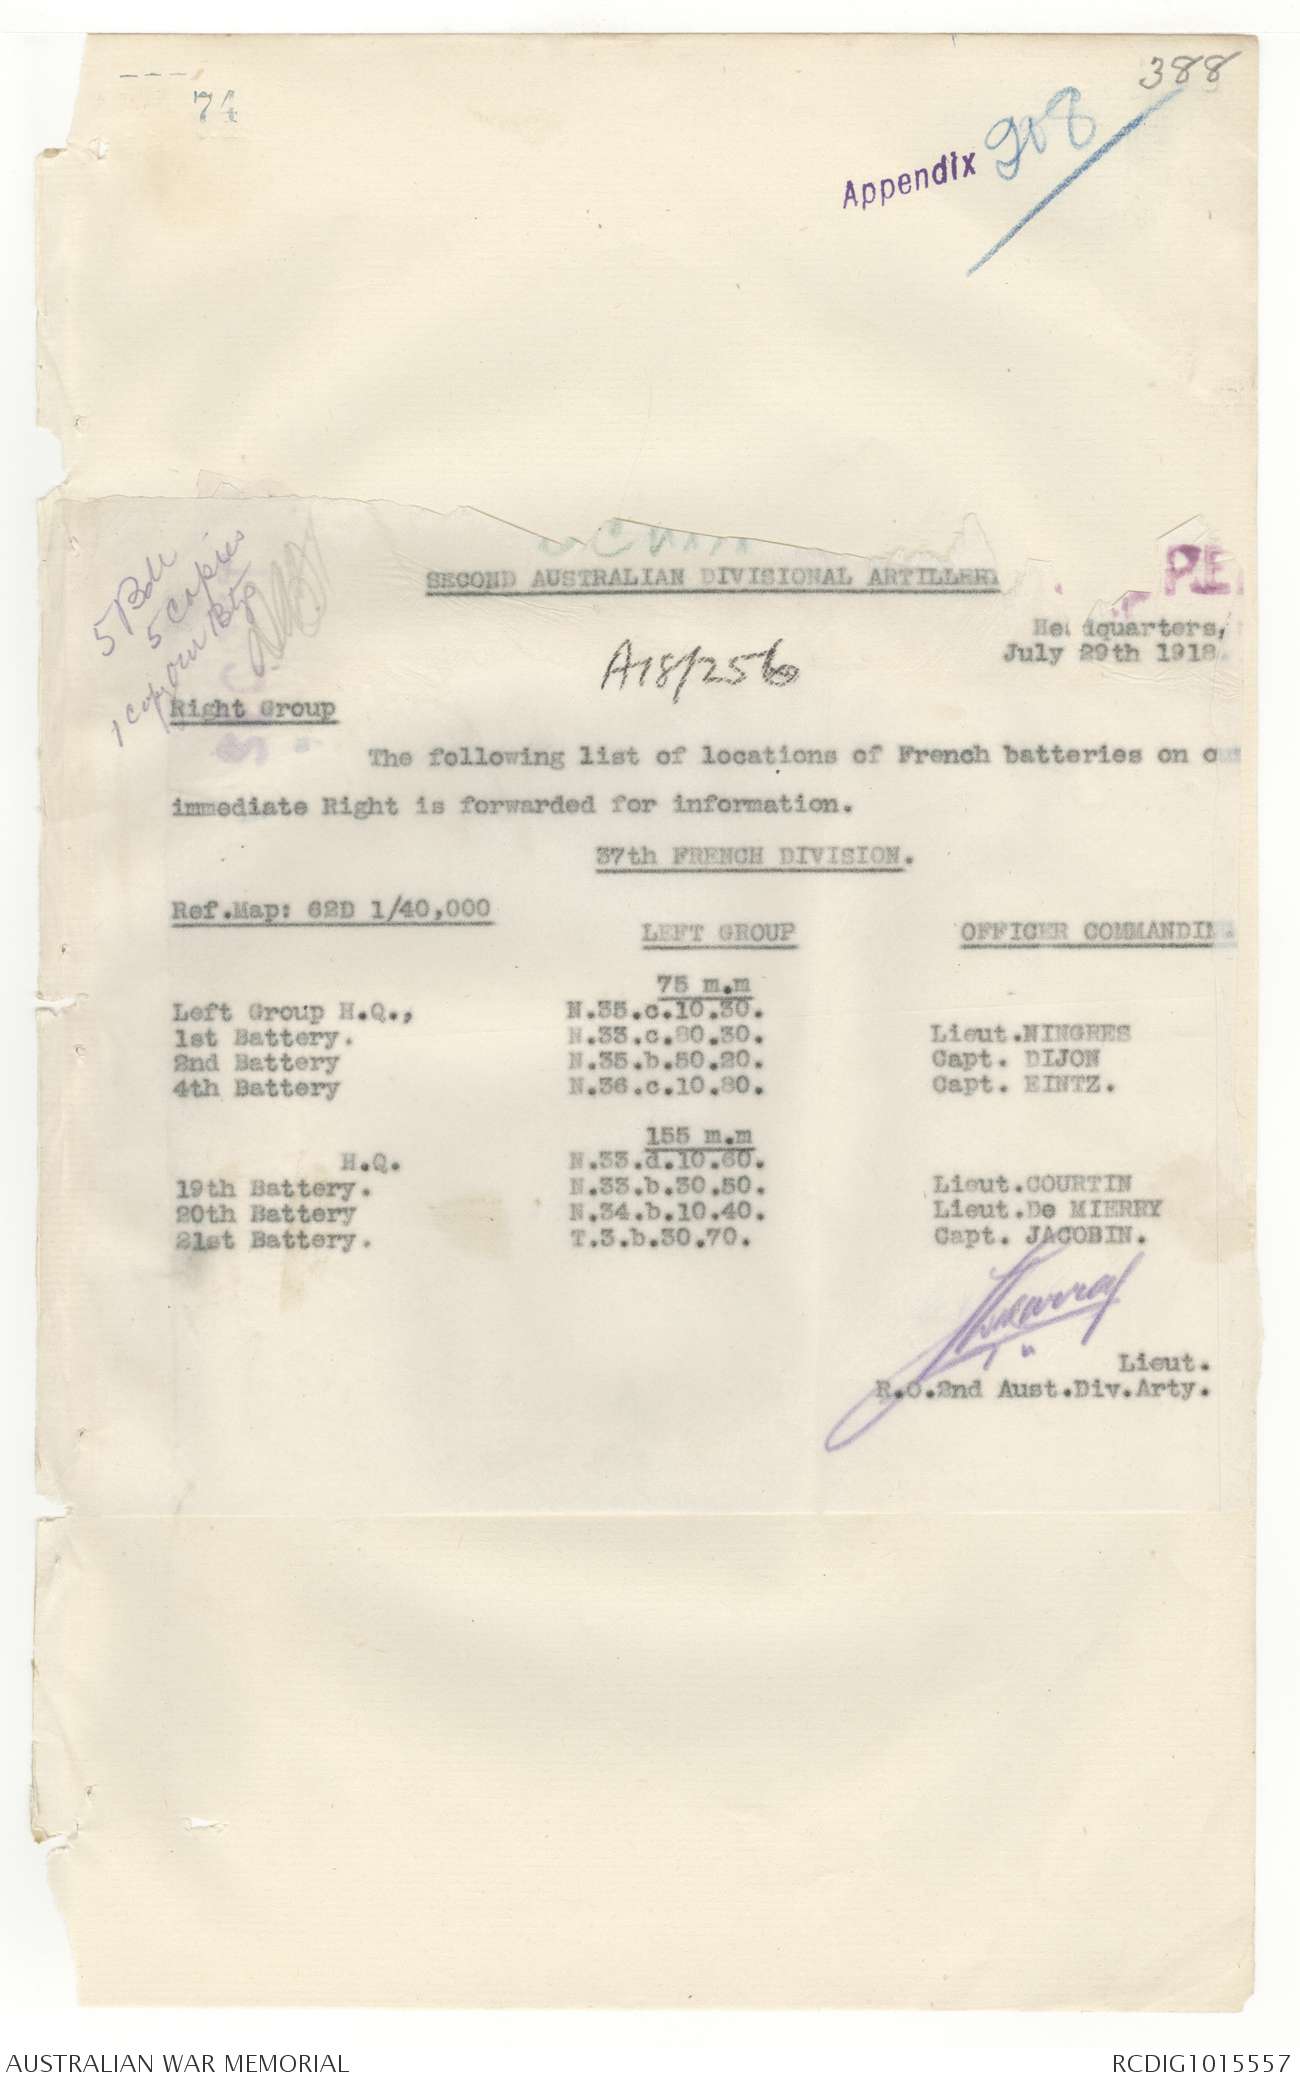 388
74
Appendix 208
5 Bde
5 copies
1 copy our Btys
SECOND AUSTRALIAN DIVISIONAL ARTILLERY
Headquarters,
July 29th 1918.
A18/256
Right Group
The following list of locations of French batteries on
immediate Right is forwarded for information.
37th FRENCH DIVISION.
Ref.Map: 62D 1/40,000
LEFT GROUP OFFICER COMMANDIN
75 m.m
Left Group H.Q., N.35.c.10.30.
1st Battery. N.33.c.80.30. Lieut.NINGRES
2nd Battery N.35.b.50.20. Capt. DIJON
4th Battery N.36.c.10.80. Capt. EINTZ.
155 m.m
H.Q. N.33.d.10.60.
19th Battery. N.33.b.30.50. Lieut.COURTIN
20th Battery N.34.b.10.40. Lieut.De MIERRY
21st Battery. T.3.b.30.70. Capt. JACOBIN.
Lieut.
R.O.2nd Aust.Div.Arty.
AUSTRALIAN WAR MEMORIAL RCDIG1015557